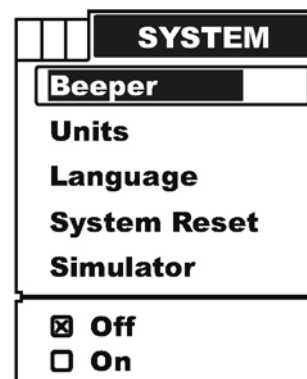 SYSTEM
Beeper
Units
Language
System Reset
Simulator
Off
On